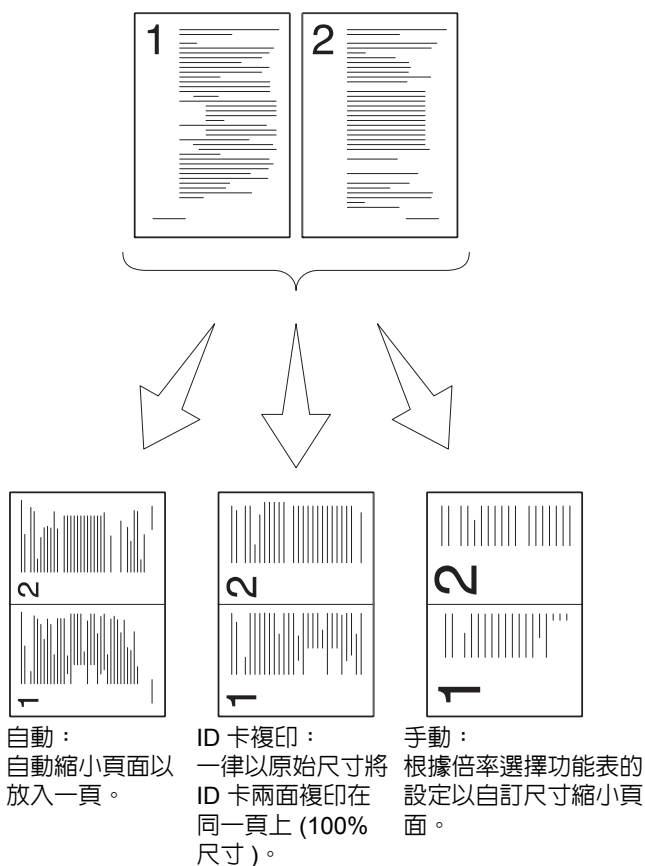 1
2
2
1
2
1
2
1
自動：
自動縮小頁面以
放入一頁。
ID 卡複印：
一律以原始尺寸將
ID 卡兩面複印在
同一頁上 (100%
尺寸 )。
手動：
根據倍率選擇功能表的
設定以自訂尺寸縮小頁
面。